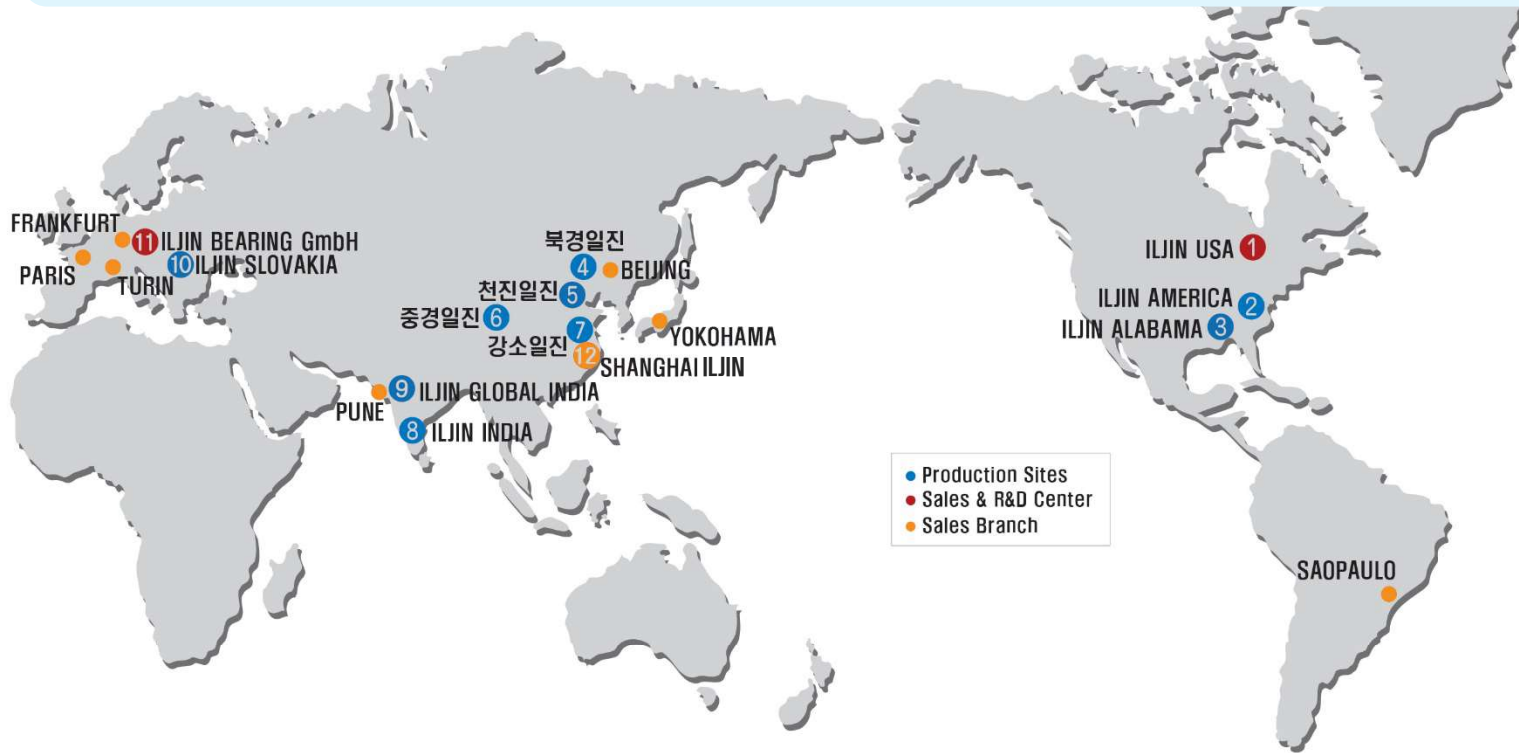 FRANKFURT
11 ILJIN BEARING GmbH
10 ILJIN SLOVAKIA
PARIS
TURIN
북경일진
4
BEIJING
천진일진 5
중경일진 6
7
강소일진
12
YOKOHAMA
SHANGHAI ILJIN
9 ILJIN GLOBAL INDIA
PUNE
8 ILJIN INDIA
ILJIN USA 1
ILJIN AMERICA 2
ILJIN ALABAMA 3
Production Sites
Sales & R&D Center
Sales Branch
SAOPAULO